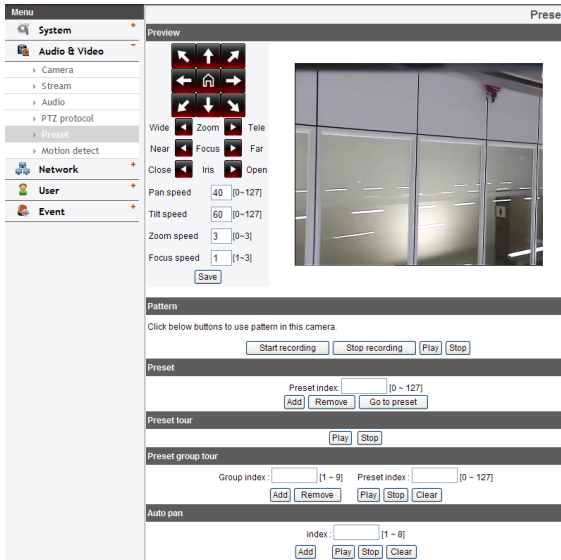 Menu
System
Audio & Video
Camera
Stream
Audio
PTZ protocol
Preset
Motion detect
Network
User
Event
Prese
Preview
Wide Zoom Tele
Near Focus Far
Close Iris Open
Pan speed 40 [0~127]
Tilt speed 60 [0~127]
Zoom speed 3 [0~3]
Focus speed 1 [1~3]
Save
Pattern
Click below buttons to use pattern in this camera.
Start recording Stop recording Play Stop
Preset
Preset index: [0 ~ 127]
Add Remove Go to preset
Preset tour
Play Stop
Preset group tour
Group index : [1 ~ 9] Preset index : [0 ~ 127]
Add Remove Play Stop Clear
Auto pan
index : [1 ~ 8]
Add Play Stop Clear